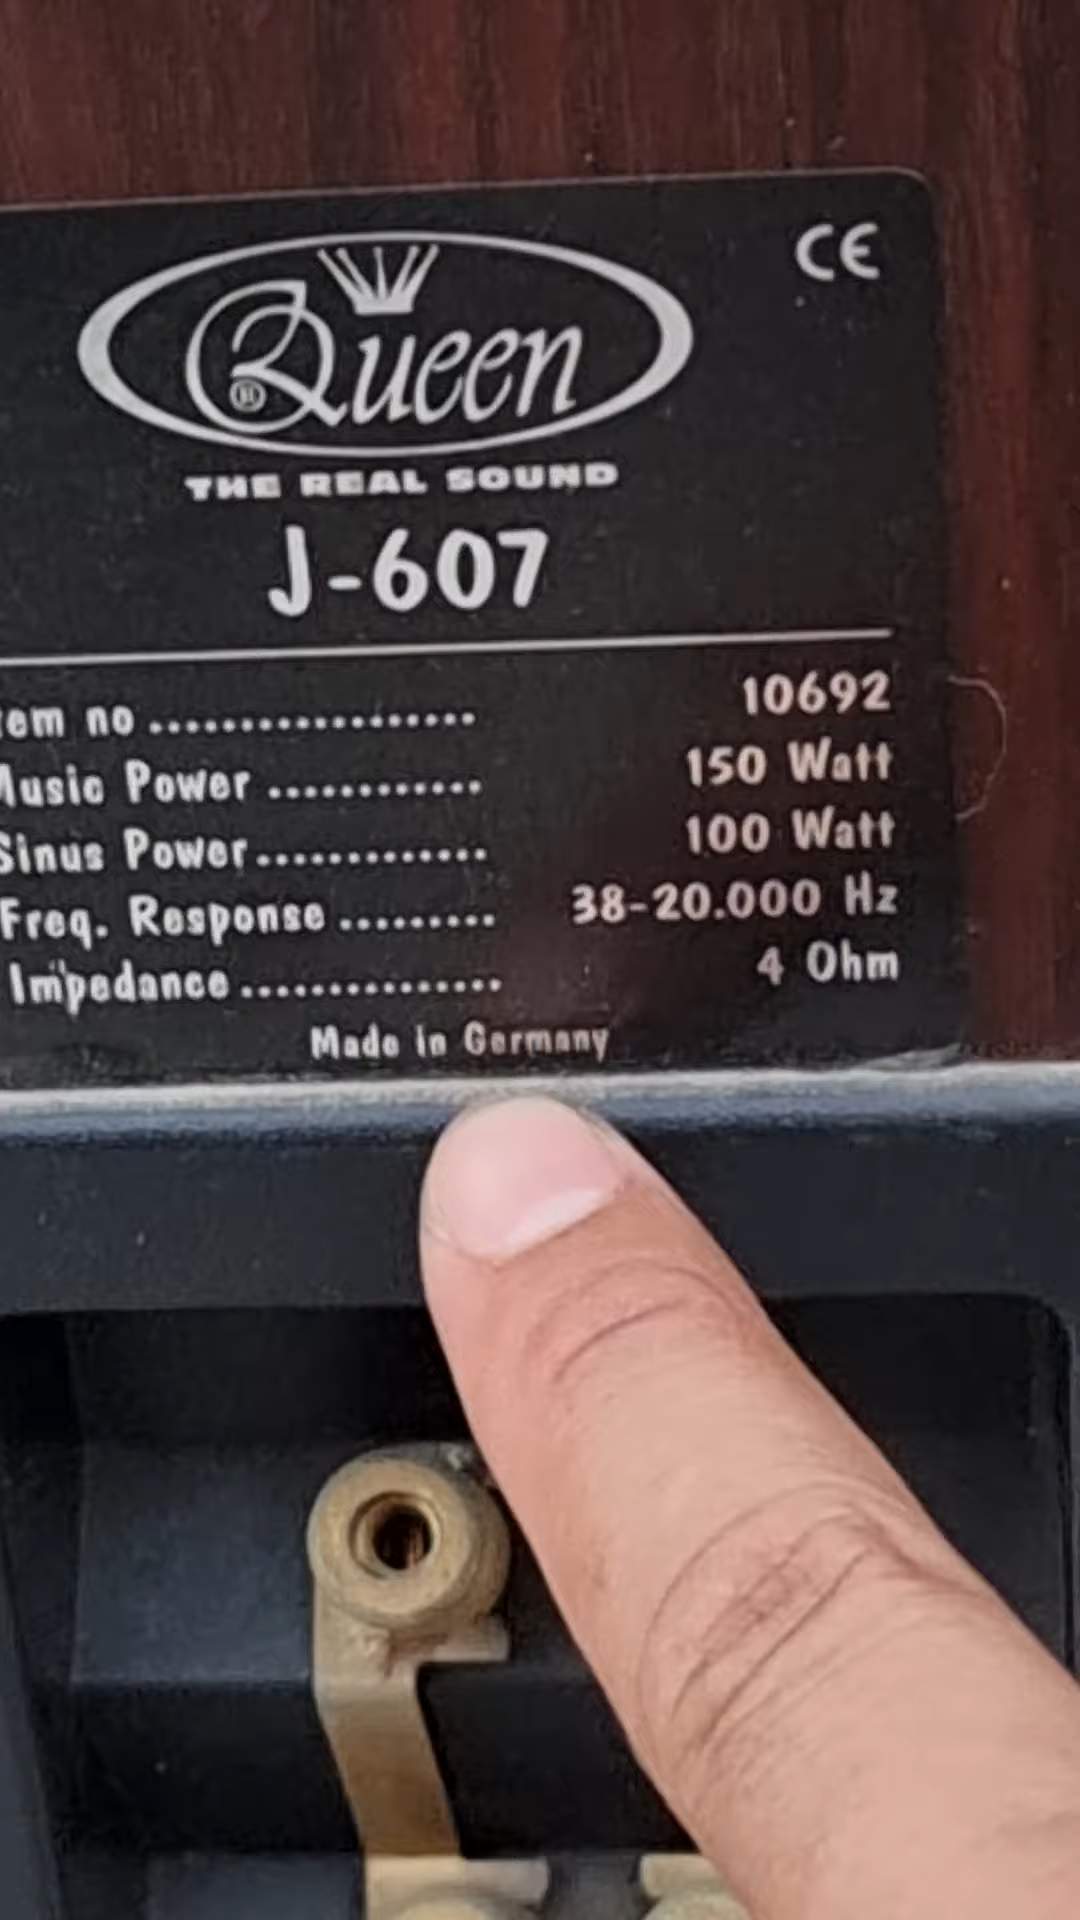 CE
Queen
®
THE REAL SOUND
J-607
tem no .................. 10692
Music Power ............ 150 Watt
Sinus Power............. 100 Watt
Freq. Response ......... 38-20.000 Hz
Impedance ............... 4 Ohm
Made in Germany